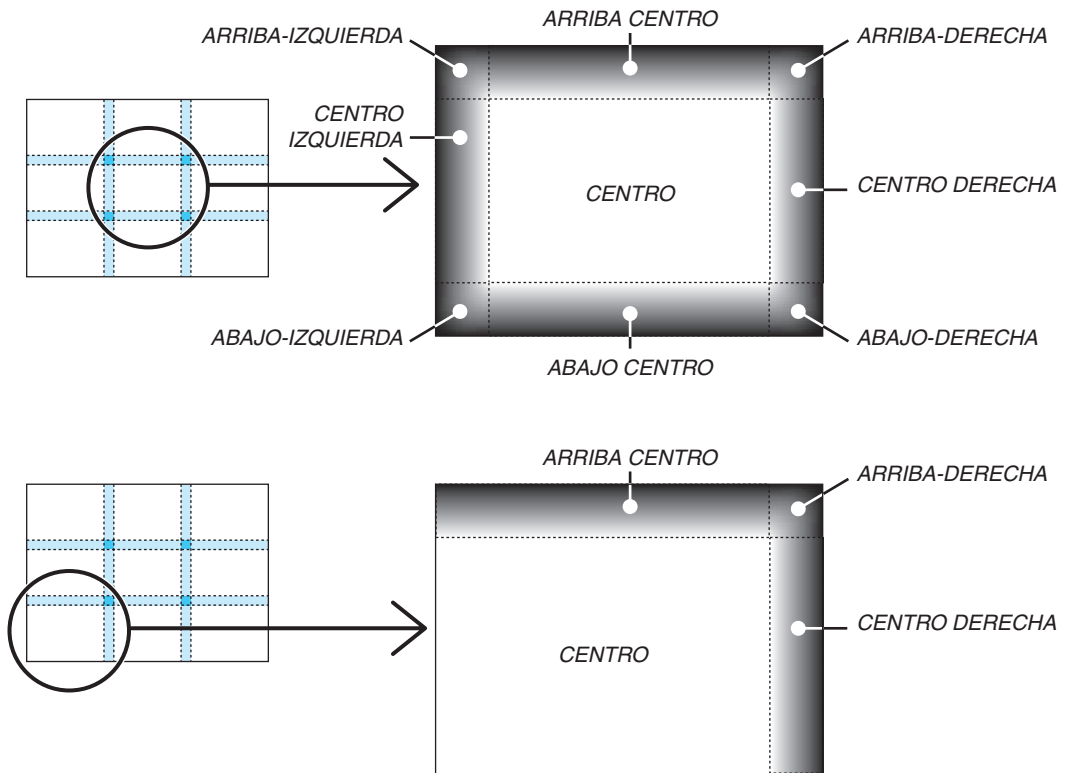 ARRIBA CENTRO
ARRIBA-IZQUIERDA
ARRIBA-DERECHA
CENTRO
IZQUIERDA
CENTRO
CENTRO DERECHA
ABAJO-IZQUIERDA
ABAJO-DERECHA
ABAJO CENTRO
ARRIBA CENTRO
ARRIBA-DERECHA
CENTRO DERECHA
CENTRO